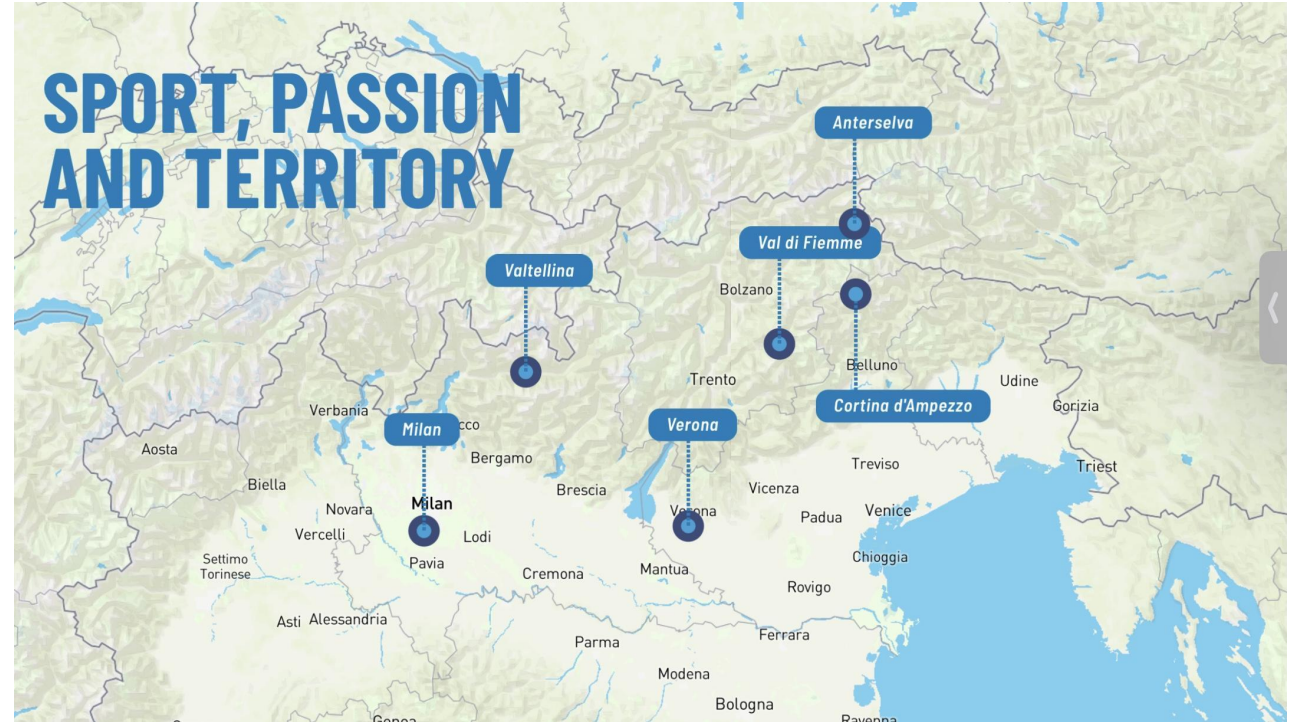 SPORT, PASSION
AND TERRITORY
Anterselva
Val di Fiemme
Valtellina
Bolzano
Belluno
Trento
Udine
Cortina d'Ampezzo
Gorizia
Verbania
Milan
Verona
Aosta
Bergamo
Treviso
Triest
Biella
Brescia
Vicenza
Novara
Milan
Verona
Padua
Venice
Vercelli
Lodi
Chioggia
Settimo
Torinese
Pavia
Cremona
Mantua
Rovigo
Asti
Alessandria
Parma
Ferrara
Modena
Bologna